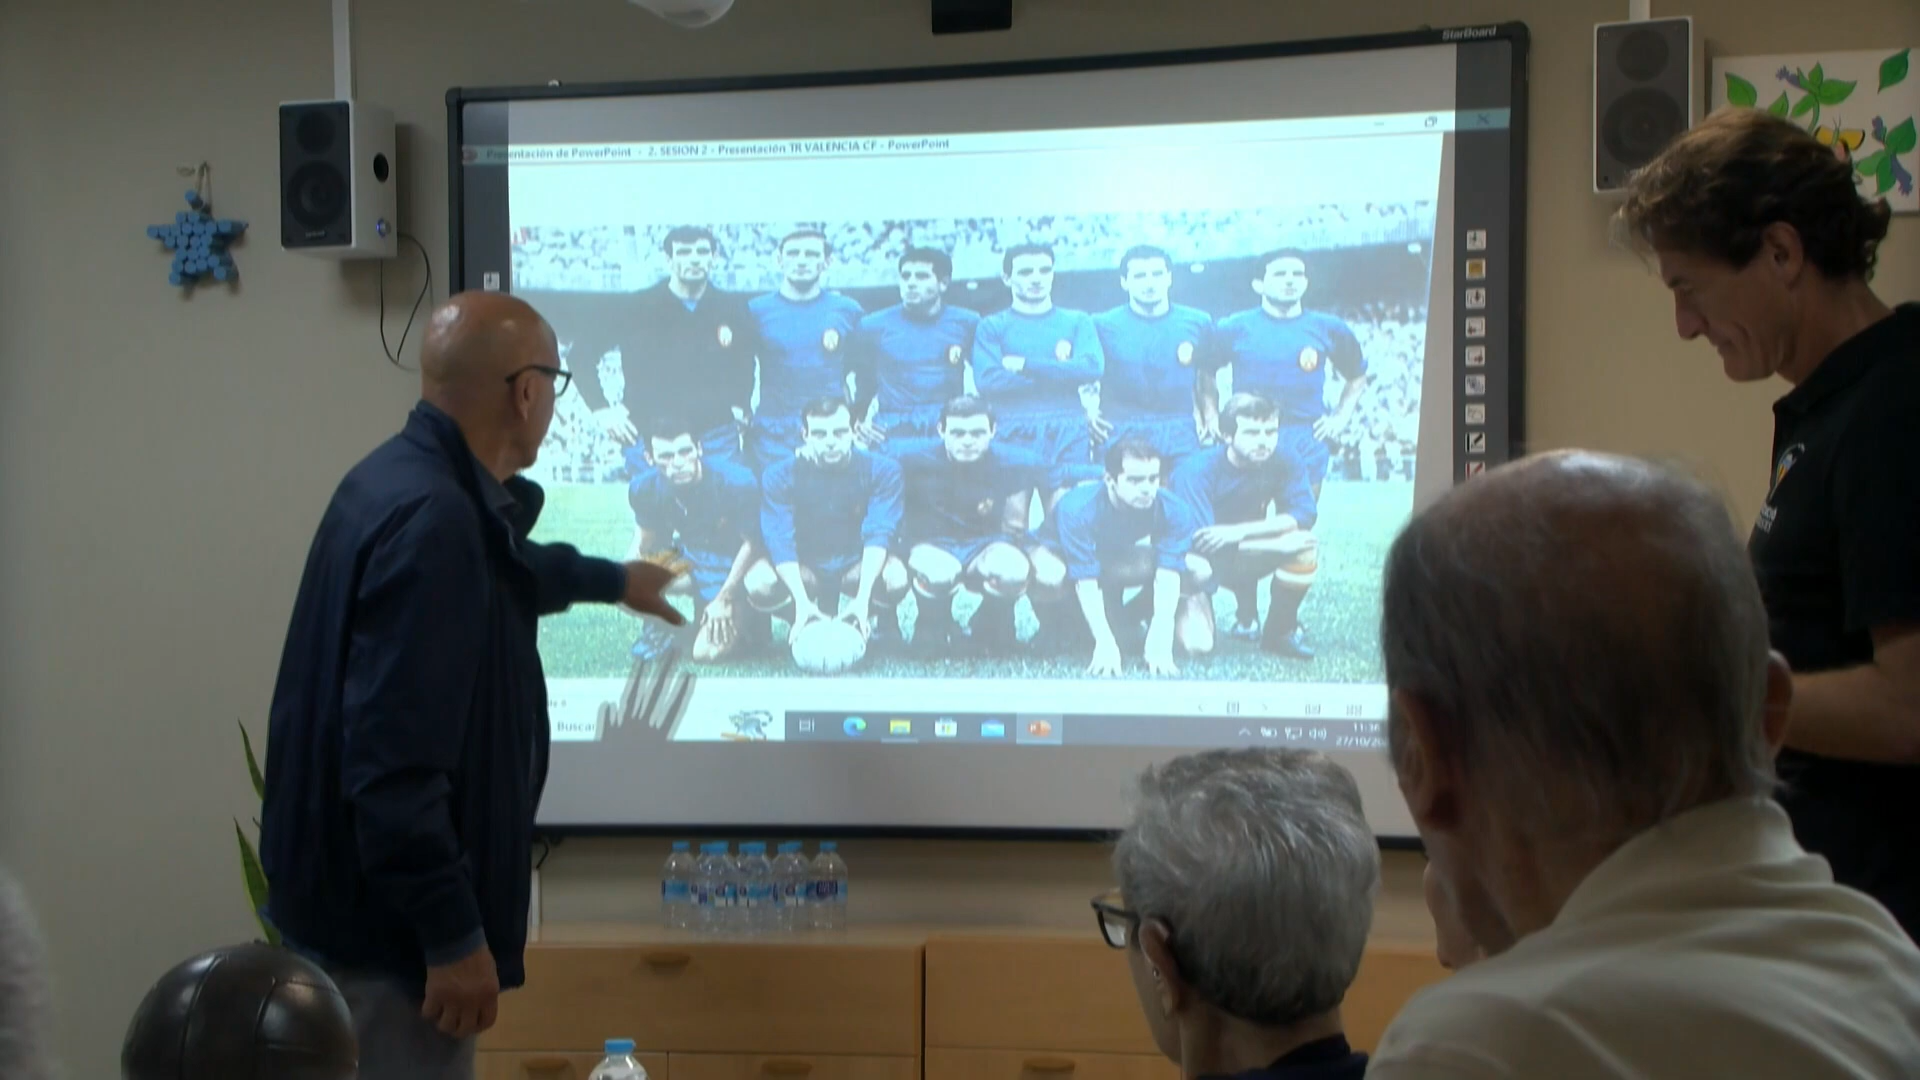 StarBoard
Presentación de PowerPoint - 2. SESION 2 - Presentación TR VALENCIA CF - PowerPoint
Buscar
11:36
27/10/20